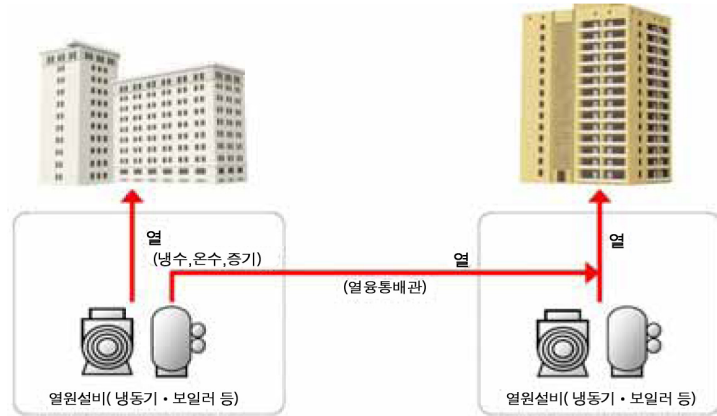 열
(냉수,온수,증기)
열
(열융통배관)
열
열원설비( 냉동기・보일러 등)
열원설비( 냉동기・보일러 등)